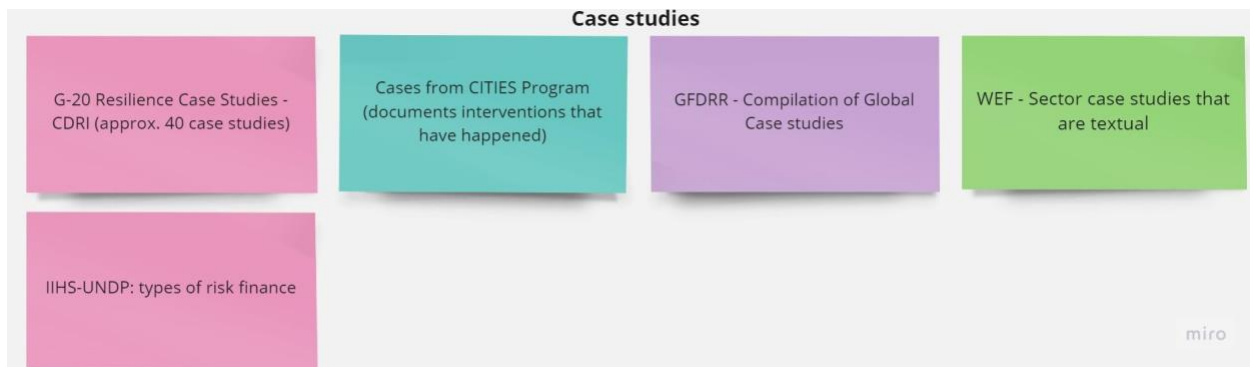 Case studies
G-20 Resilience Case Studies -
CDRI (approx. 40 case studies)
Cases from CITIES Program
(documents interventions that
have happened)
GFDRR - Compilation of Global
Case studies
WEF - Sector case studies that
are textual
IIHS-UNDP: types of risk finance
miro